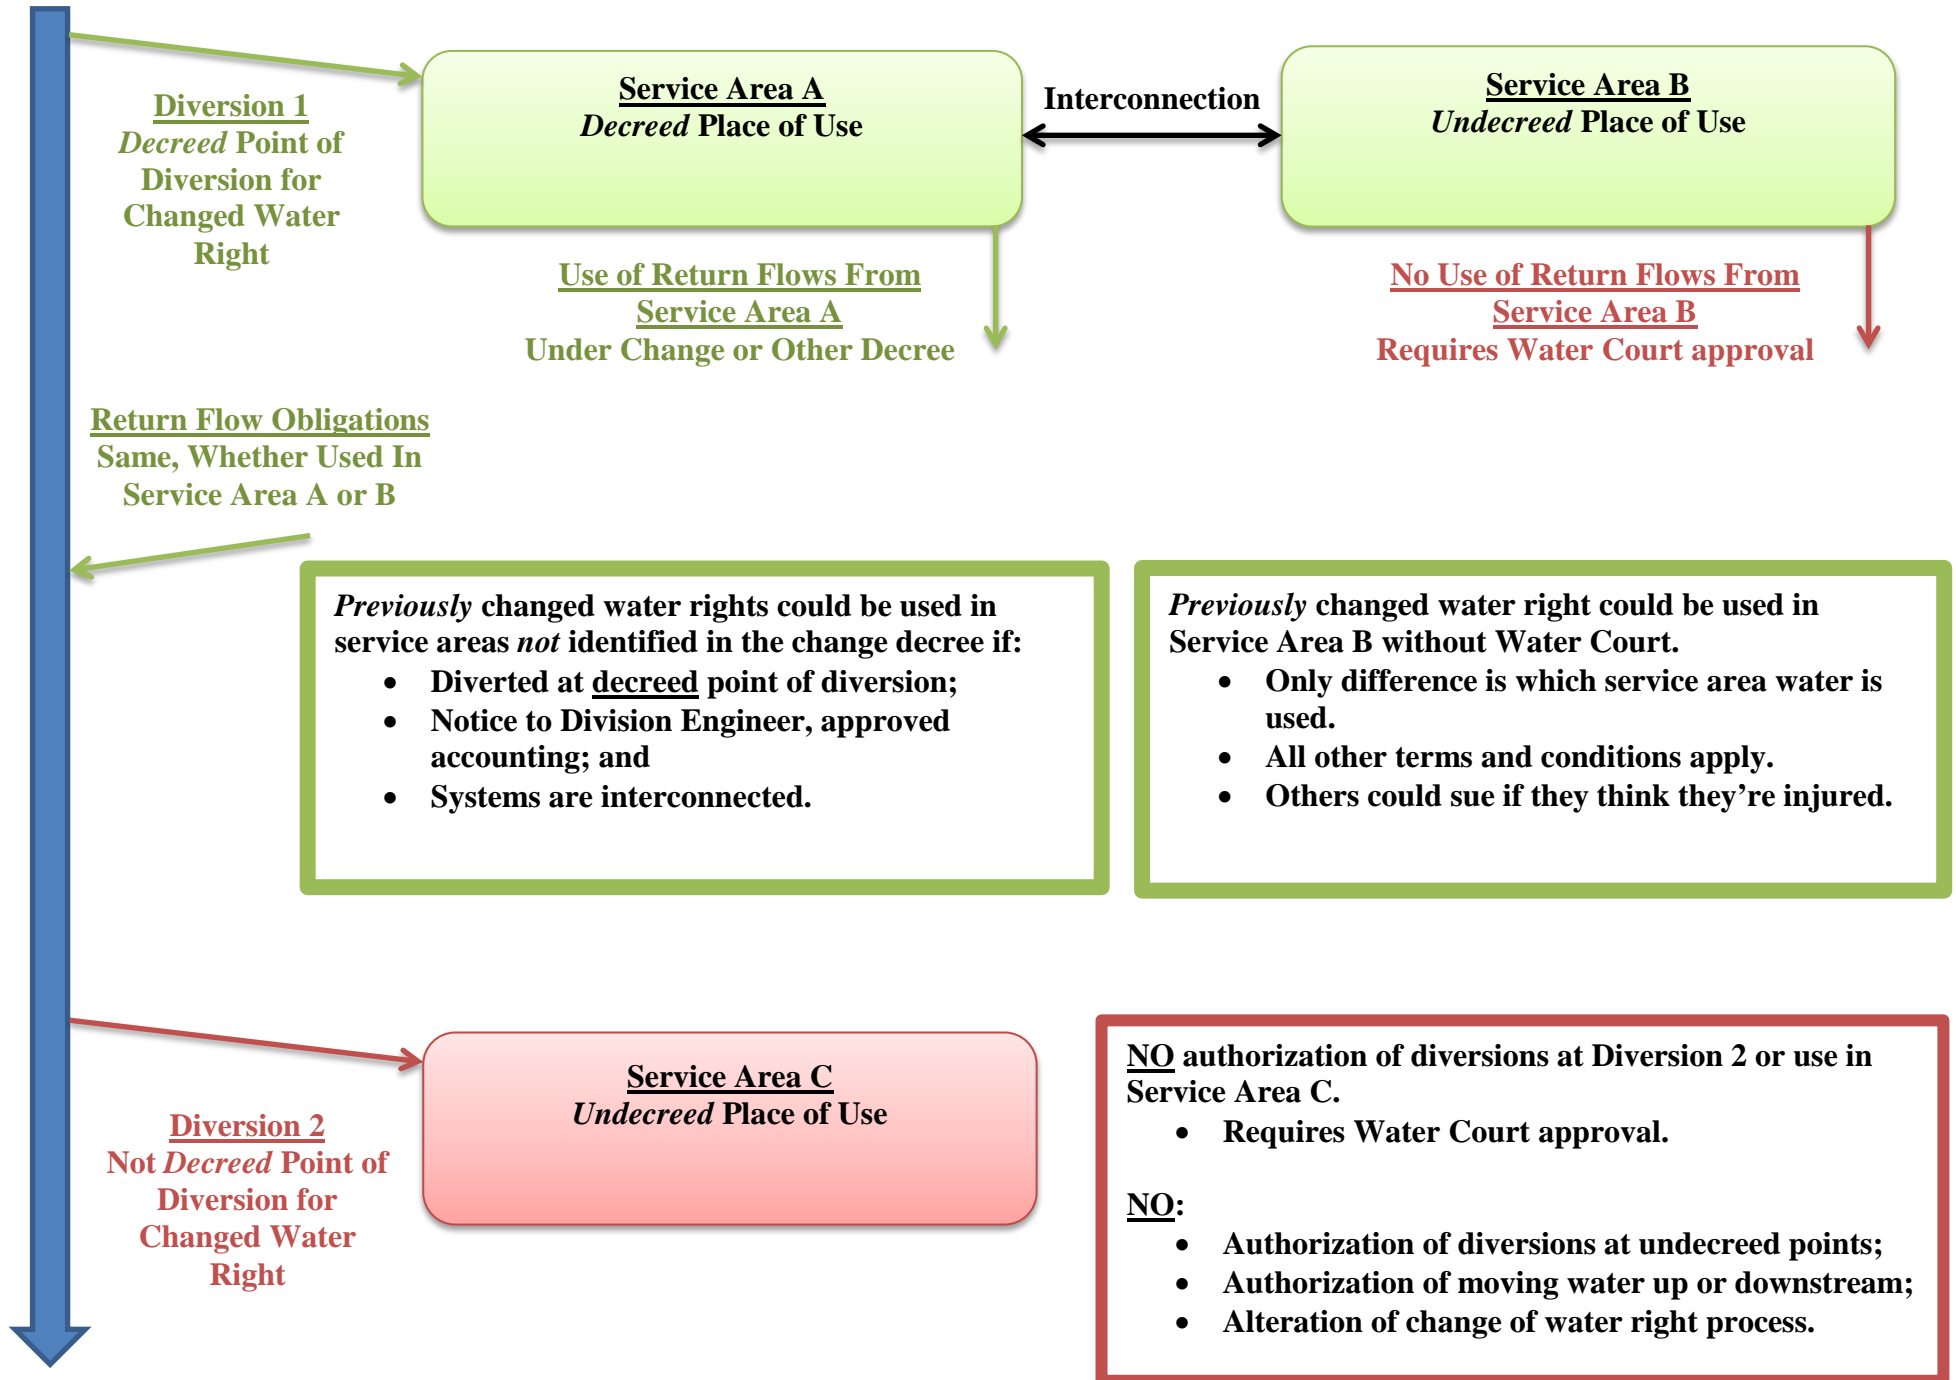 Diversion 1
Decreed Point of
Diversion for
Changed Water
Right
Service Area A
Decreed Place of Use
Interconnection
Service Area B
Undecreed Place of Use
Use of Return Flows From
Service Area A
Under Change or Other Decree
No Use of Return Flows From
Service Area B
Requires Water Court approval
Return Flow Obligations
Same, Whether Used In
Service Area A or B
Previously changed water rights could be used in
service areas not identified in the change decree if:
• Diverted at decreed point of diversion;
• Notice to Division Engineer, approved
accounting; and
• Systems are interconnected.
Previously changed water right could be used in
Service Area B without Water Court.
• Only difference is which service area water is
used.
• All other terms and conditions apply.
• Others could sue if they think they’re injured.
Diversion 2
Not Decreed Point of
Diversion for
Changed Water
Right
Service Area C
Undecreed Place of Use
NO authorization of diversions at Diversion 2 or use in
Service Area C.
• Requires Water Court approval.
NO:
• Authorization of diversions at undecreed points;
• Authorization of moving water up or downstream;
• Alteration of change of water right process.